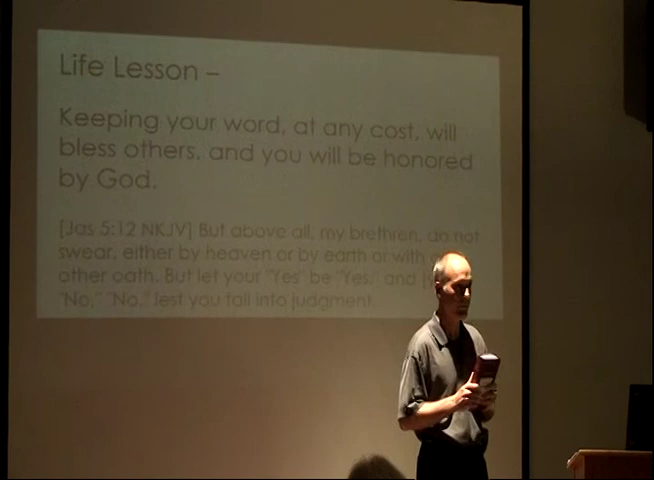 Life Lesson –
Keeping your word, at any cost, will
bless others, and you will be honored
by God.
[Jas 5:12 NKJV] But above all, my brethren, do not
swear, either by heaven or by earth or with
other oath. But let your "Yes" be "Yes," and
"No," "No," lest you fall into judgment.